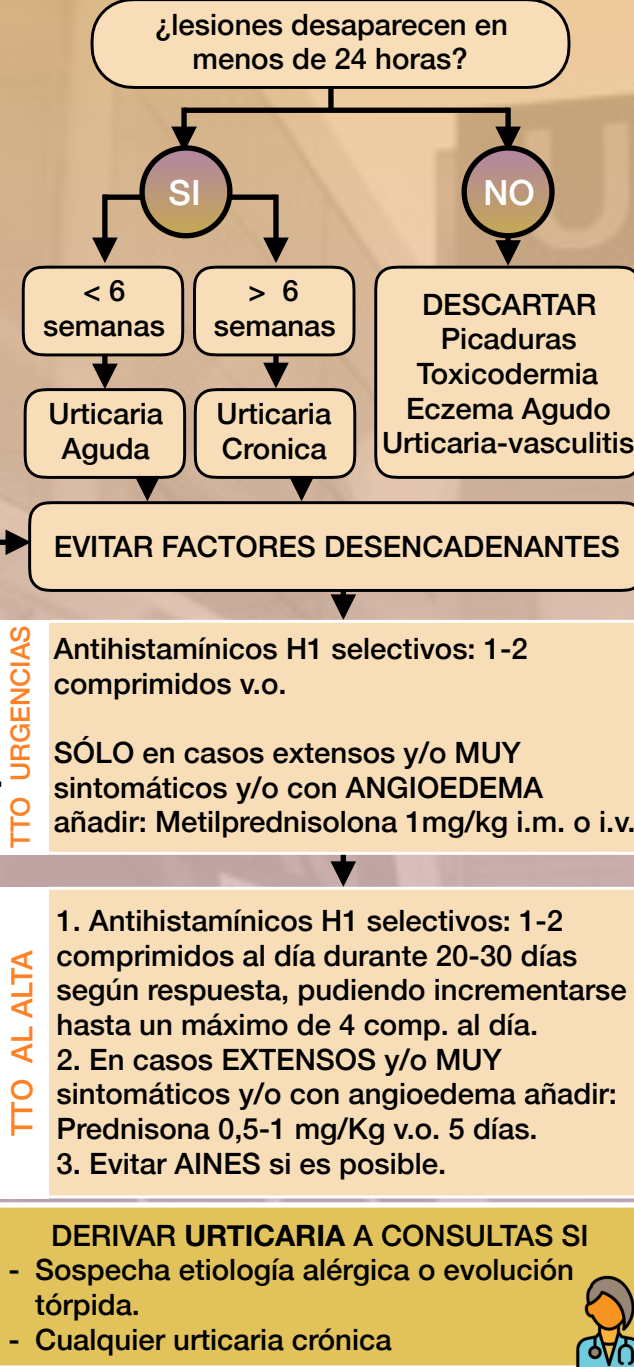 ¿lesiones desaparecen en
menos de 24 horas?
SI
NO
< 6
semanas
> 6
semanas
DESCARTAR
Picaduras
Toxicodermia
Eczema Agudo
Urticaria-vasculitis
Urticaria
Aguda
Urticaria
Cronica
EVITAR FACTORES DESENCADENANTES
TTO URGENCIAS
Antihistamínicos H1 selectivos: 1-2
comprimidos v.o.
SÓLO en casos extensos y/o MUY
sintomáticos y/o con ANGIOEDEMA
añadir: Metilprednisolona 1mg/kg i.m. o i.v.
TTO AL ALTA
1. Antihistamínicos H1 selectivos: 1-2
comprimidos al día durante 20-30 días
según respuesta, pudiendo incrementarse
hasta un máximo de 4 comp. al día.
2. En casos EXTENSOS y/o MUY
sintomáticos y/o con angioedema añadir:
Prednisona 0,5-1 mg/Kg v.o. 5 días.
3. Evitar AINES si es posible.
DERIVAR URTICARIA A CONSULTAS SI
- Sospecha etiología alérgica o evolución
tórpida.
- Cualquier urticaria crónica